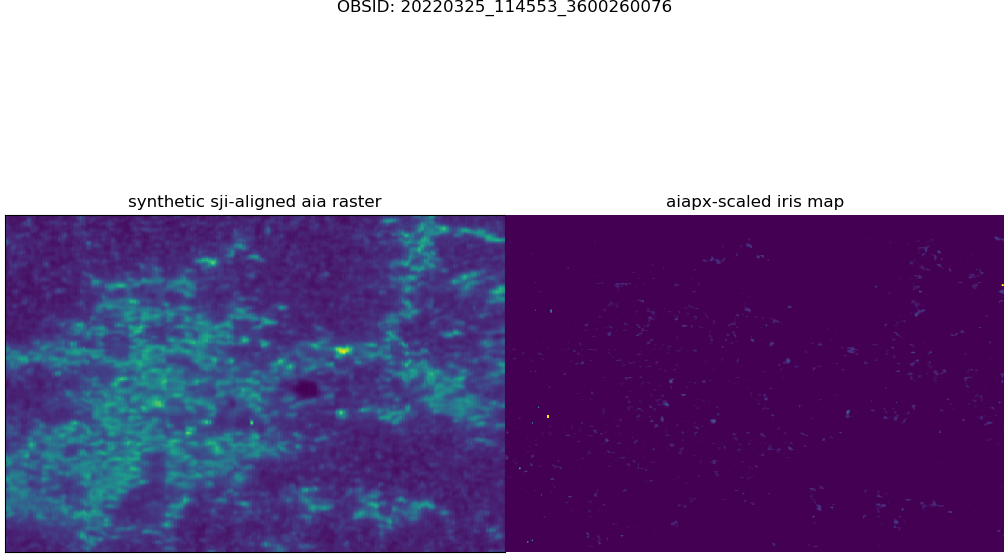 OBSID: 20220325_114553_3600260076
synthetic sji-aligned aia raster
aiapx-scaled iris map